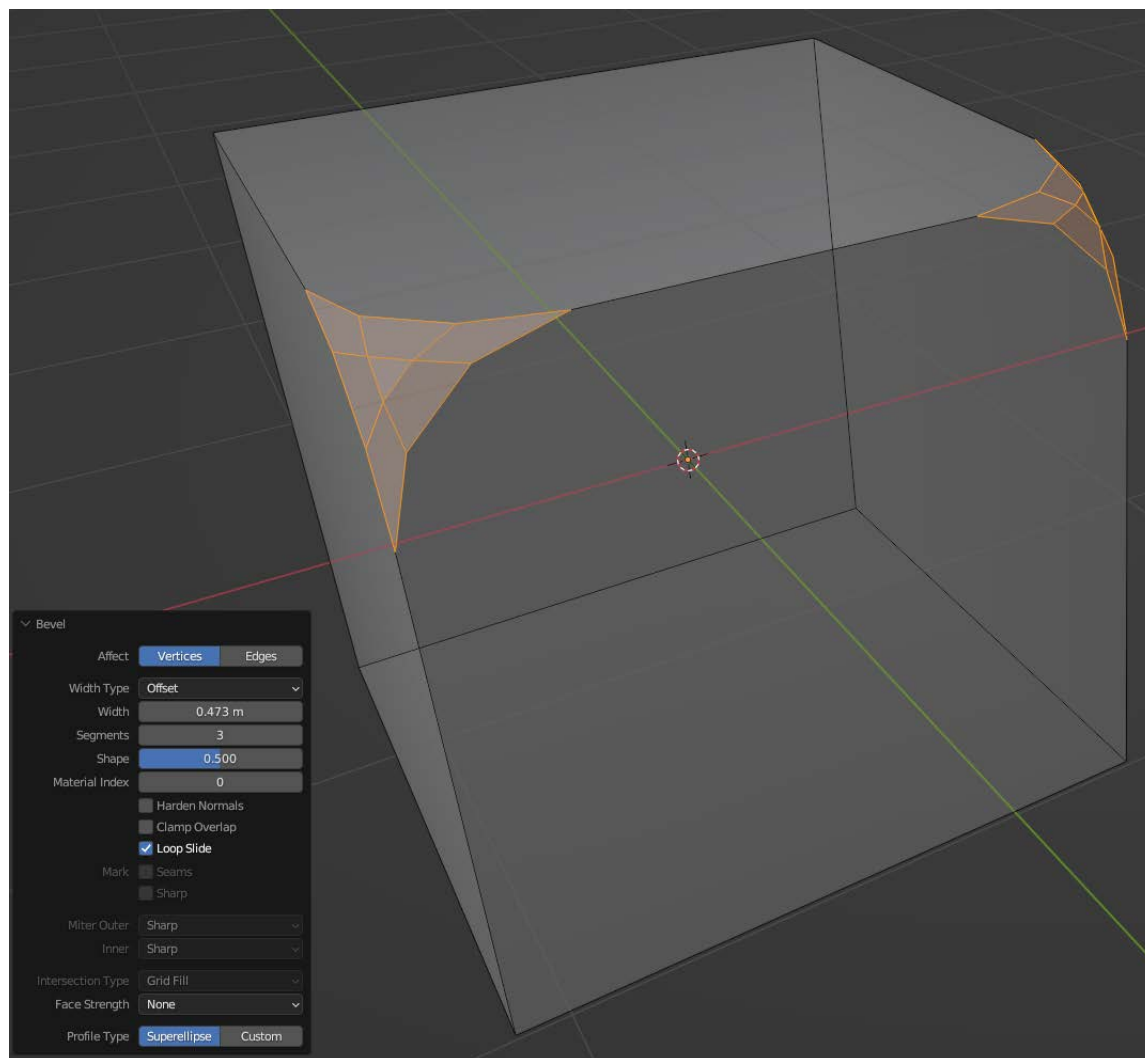 Bevel
Affect Vertices Edges
Width Type Offset
Width 0.473 m
Segments 3
Shape 0.500
Material Index 0
Harden Normals
Clamp Overlap
Loop Slide
Mark Seams
Sharp
Miter Outer Sharp
Inner Sharp
Intersection Type Grid Fill
Face Strength None
Profile Type Superellipse Custom